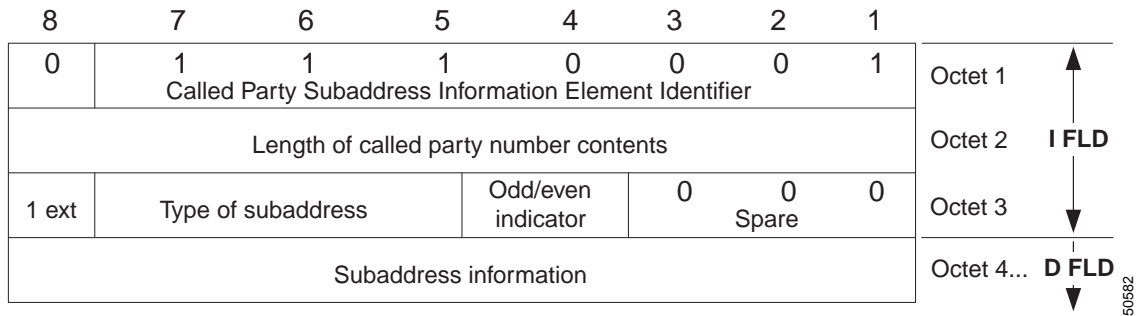 8 7 6 5 4 3 2 1
0 1 1 1 0 0 0 1 Octet 1
Called Party Subaddress Information Element Identifier
Length of called party number contents Octet 2 I FLD
1 ext Type of subaddress Odd/even indicator 0 0 0 Spare Octet 3
Subaddress information Octet 4... D FLD
50582